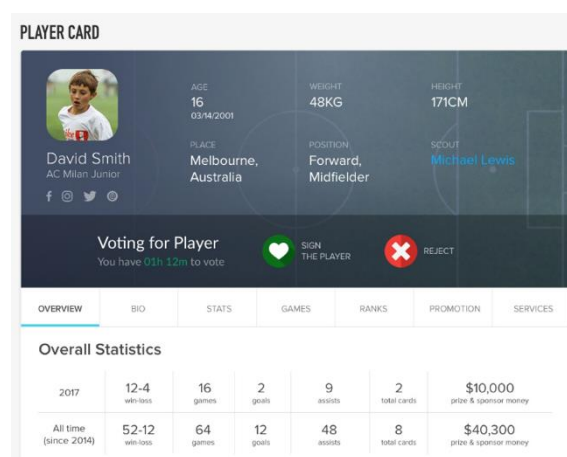 PLAYER CARD
AGE
16
03/14/2001
WEIGHT
48KG
HEIGHT
171CM
David Smith
AC Milan Junior
PLACE
Melbourne,
Australia
POSITION
Forward,
Midfielder
SCOUT
Michael Lewis
Voting for Player
You have 01h 12m to vote
SIGN
THE PLAYER
REJECT
OVERVIEW BIO STATS GAMES RANKS PROMOTION SERVICES
Overall Statistics
2017 12-4 16 2 9 2 $10,000
win-loss games goals assists total cards prize & sponsor money
All time 52-12 64 12 48 8 $40,300
(since 2014) win-loss games goals assists total cards prize & sponsor money